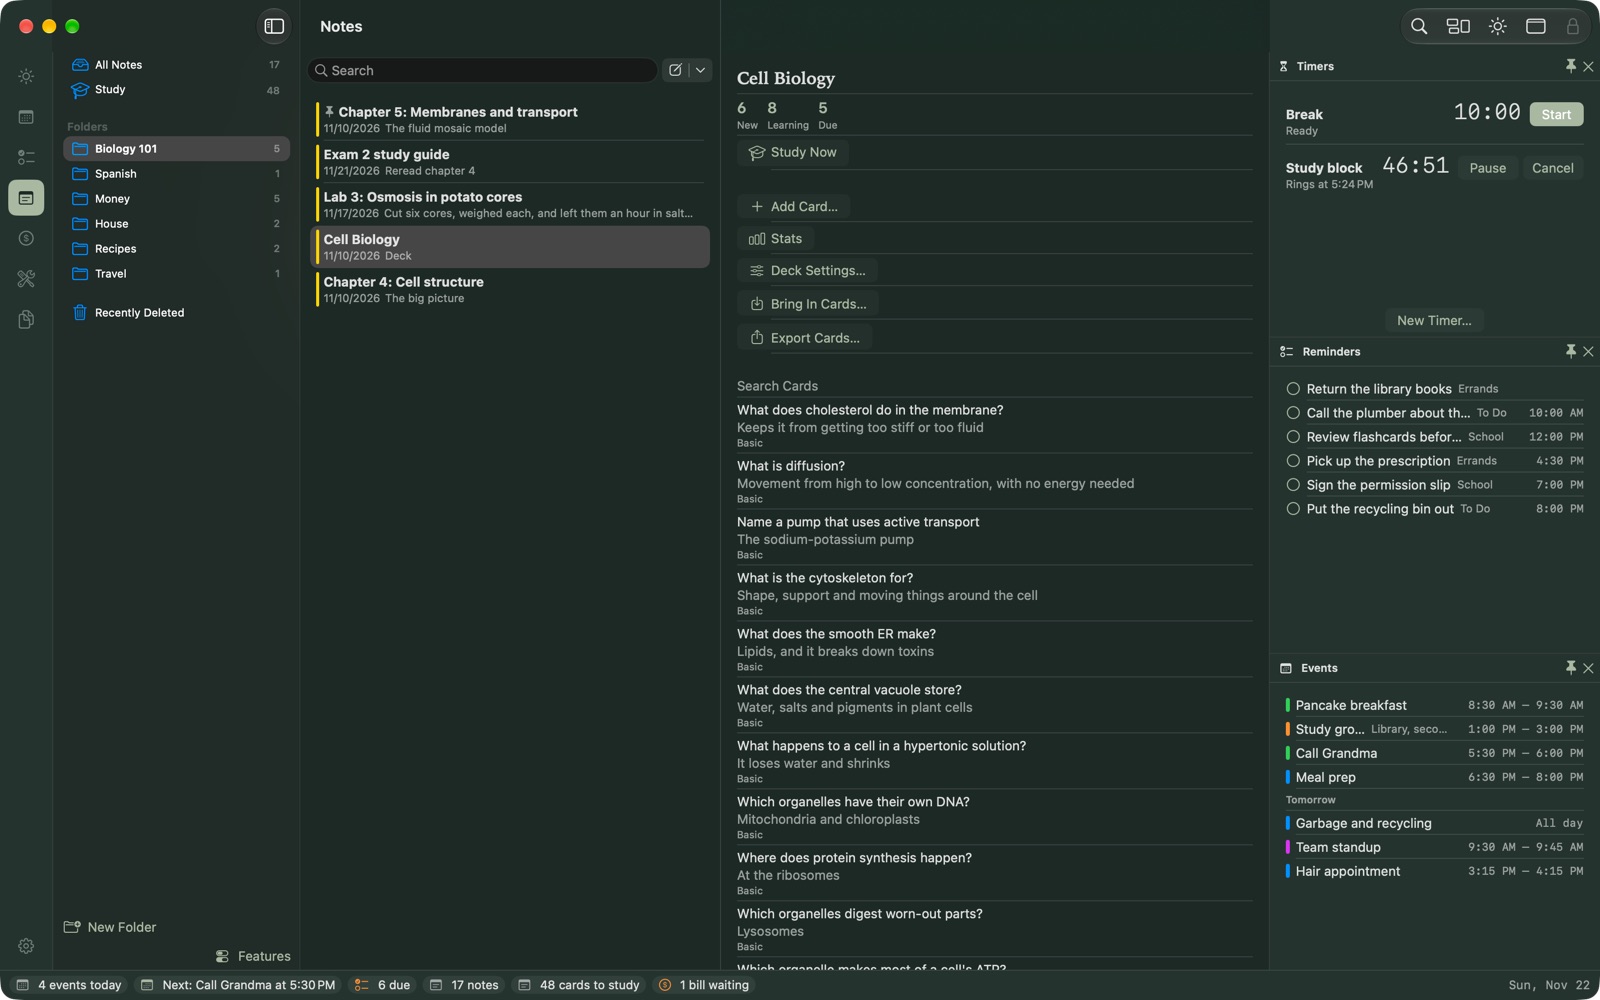 Notes
All Notes 17
Study 48
Folders
Biology 101 5
Spanish 1
Money 5
House 2
Recipes 2
Travel 1
Recently Deleted
New Folder
Features
Search
Chapter 5: Membranes and transport
11/10/2026 The fluid mosaic model
Exam 2 study guide
11/21/2026 Reread chapter 4
Lab 3: Osmosis in potato cores
11/17/2026 Cut six cores, weighed each, and left them an hour in salt...
Cell Biology
11/10/2026 Deck
Chapter 4: Cell structure
11/10/2026 The big picture
Cell Biology
6 8 5
New Learning Due
Study Now
Add Card...
Stats
Deck Settings...
Bring In Cards...
Export Cards...
Search Cards
What does cholesterol do in the membrane?
Keeps it from getting too stiff or too fluid
Basic
What is diffusion?
Movement from high to low concentration, with no energy needed
Basic
Name a pump that uses active transport
The sodium-potassium pump
Basic
What is the cytoskeleton for?
Shape, support and moving things around the cell
Basic
What does the smooth ER make?
Lipids, and it breaks down toxins
Basic
What does the central vacuole store?
Water, salts and pigments in plant cells
Basic
What happens to a cell in a hypertonic solution?
It loses water and shrinks
Basic
Which organelles have their own DNA?
Mitochondria and chloroplasts
Basic
Where does protein synthesis happen?
At the ribosomes
Basic
Which organelles digest worn-out parts?
Lysosomes
Basic
Which organelle makes most of a cell's ATP?
Timers
Break 10:00 Start
Ready
Study block 46:51 Pause Cancel
Rings at 5:24 PM
New Timer...
Reminders
Return the library books Errands
Call the plumber about th... To Do 10:00 AM
Review flashcards befor... School 12:00 PM
Pick up the prescription Errands 4:30 PM
Sign the permission slip School 7:00 PM
Put the recycling bin out To Do 8:00 PM
Events
Pancake breakfast 8:30 AM – 9:30 AM
Study gro... Library, seco... 1:00 PM – 3:00 PM
Call Grandma 5:30 PM – 6:00 PM
Meal prep 6:30 PM – 8:00 PM
Tomorrow
Garbage and recycling All day
Team standup 9:30 AM – 9:45 AM
Hair appointment 3:15 PM – 4:15 PM
4 events today Next: Call Grandma at 5:30 PM 6 due 17 notes 48 cards to study 1 bill waiting Sun, Nov 22